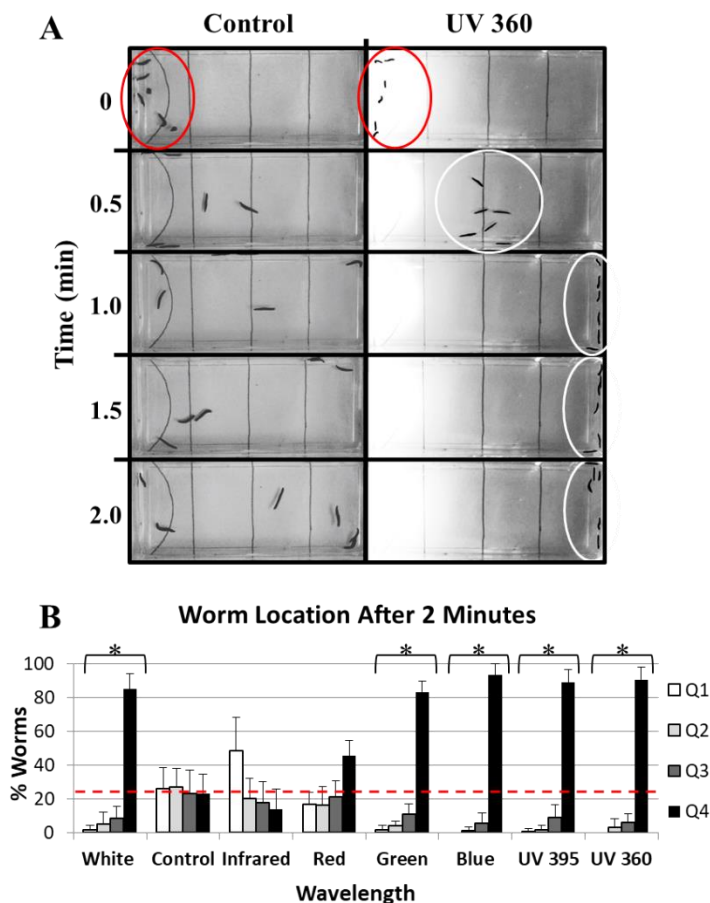 A
Control UV 360
Time (min)
0
0.5
1.0
1.5
2.0
B Worm Location After 2 Minutes
% Worms
100
80
60
40
20
0
* * * * *
Q1
Q2
Q3
Q4
White Control Infrared Red Green Blue UV 395 UV 360
Wavelength